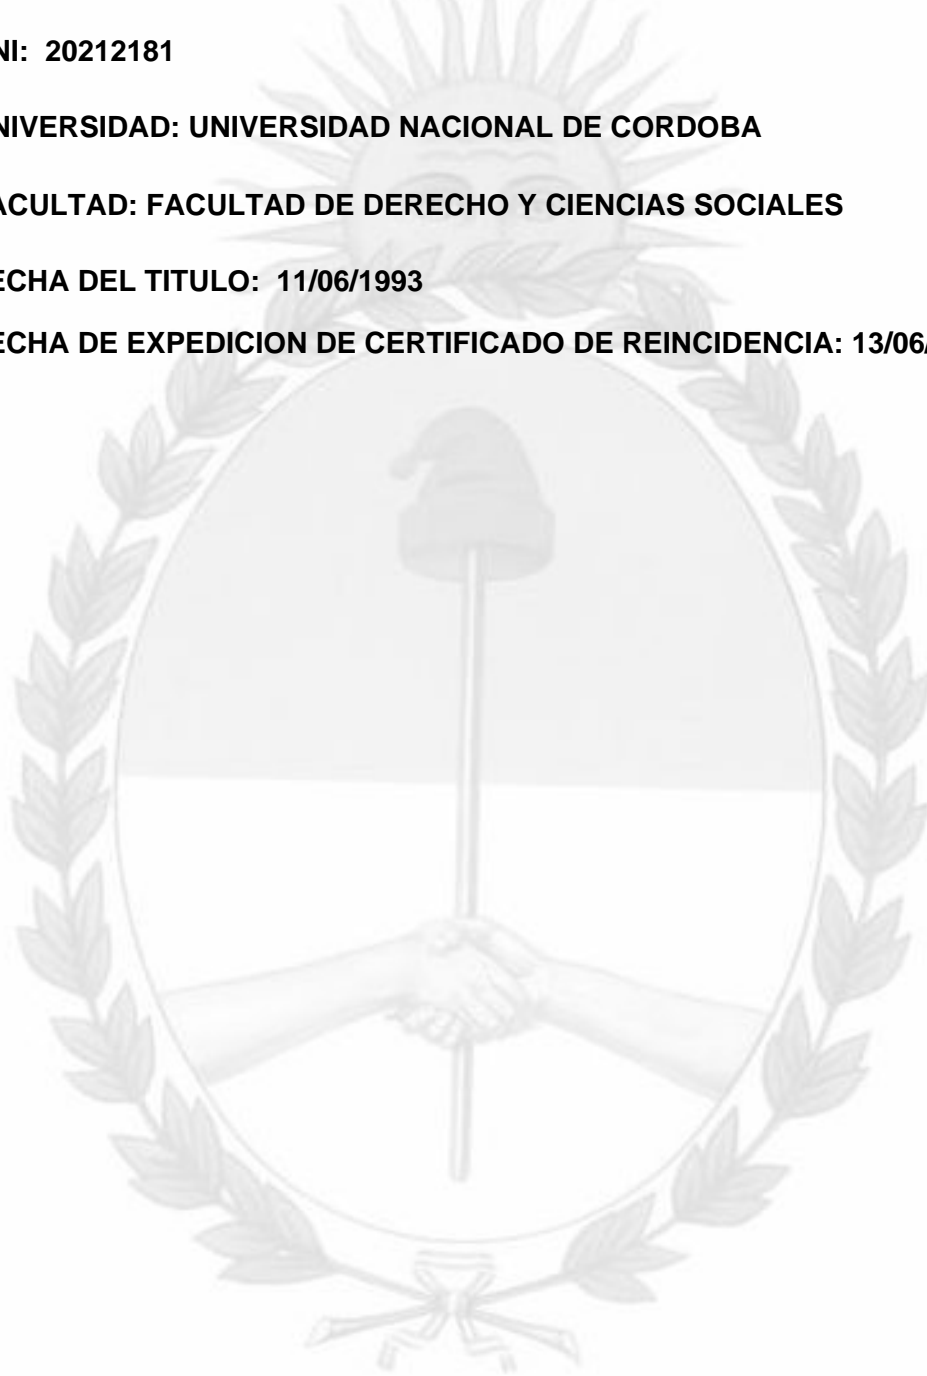 NI: 20212181
NIVERSIDAD: UNIVERSIDAD NACIONAL DE CORDOBA
ACULTAD: FACULTAD DE DERECHO Y CIENCIAS SOCIALES
ECHA DEL TITULO: 11/06/1993
ECHA DE EXPEDICION DE CERTIFICADO DE REINCIDENCIA: 13/06/